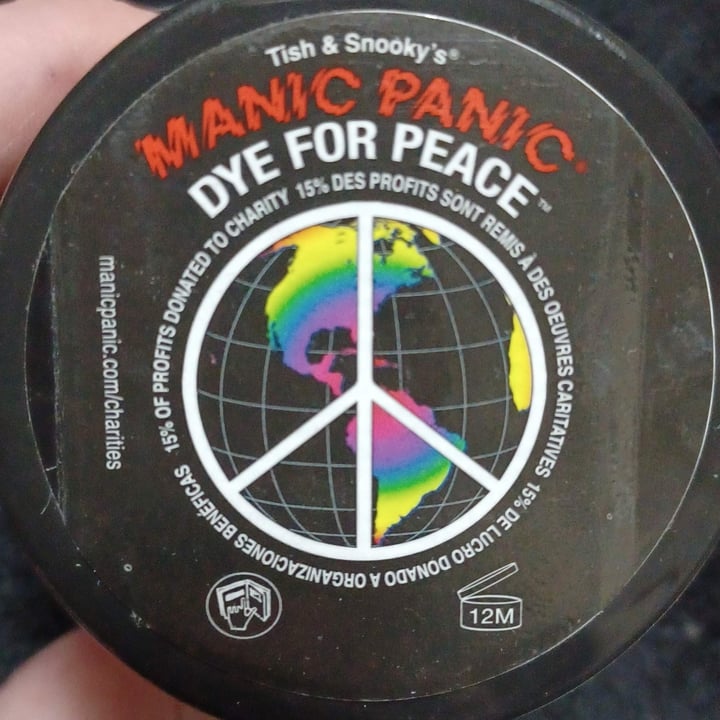 Tish & Snooky's®
MANIC PANIC®
DYE FOR PEACE™
15% OF PROFITS DONATED TO CHARITY
15% DES PROFITS SONT REMIS À DES OEUVRES CARITATIVES
15% DE LUCRO DONADO A ORGANIZACIONES BENÉFICAS
manicpanic.com/charities
12M